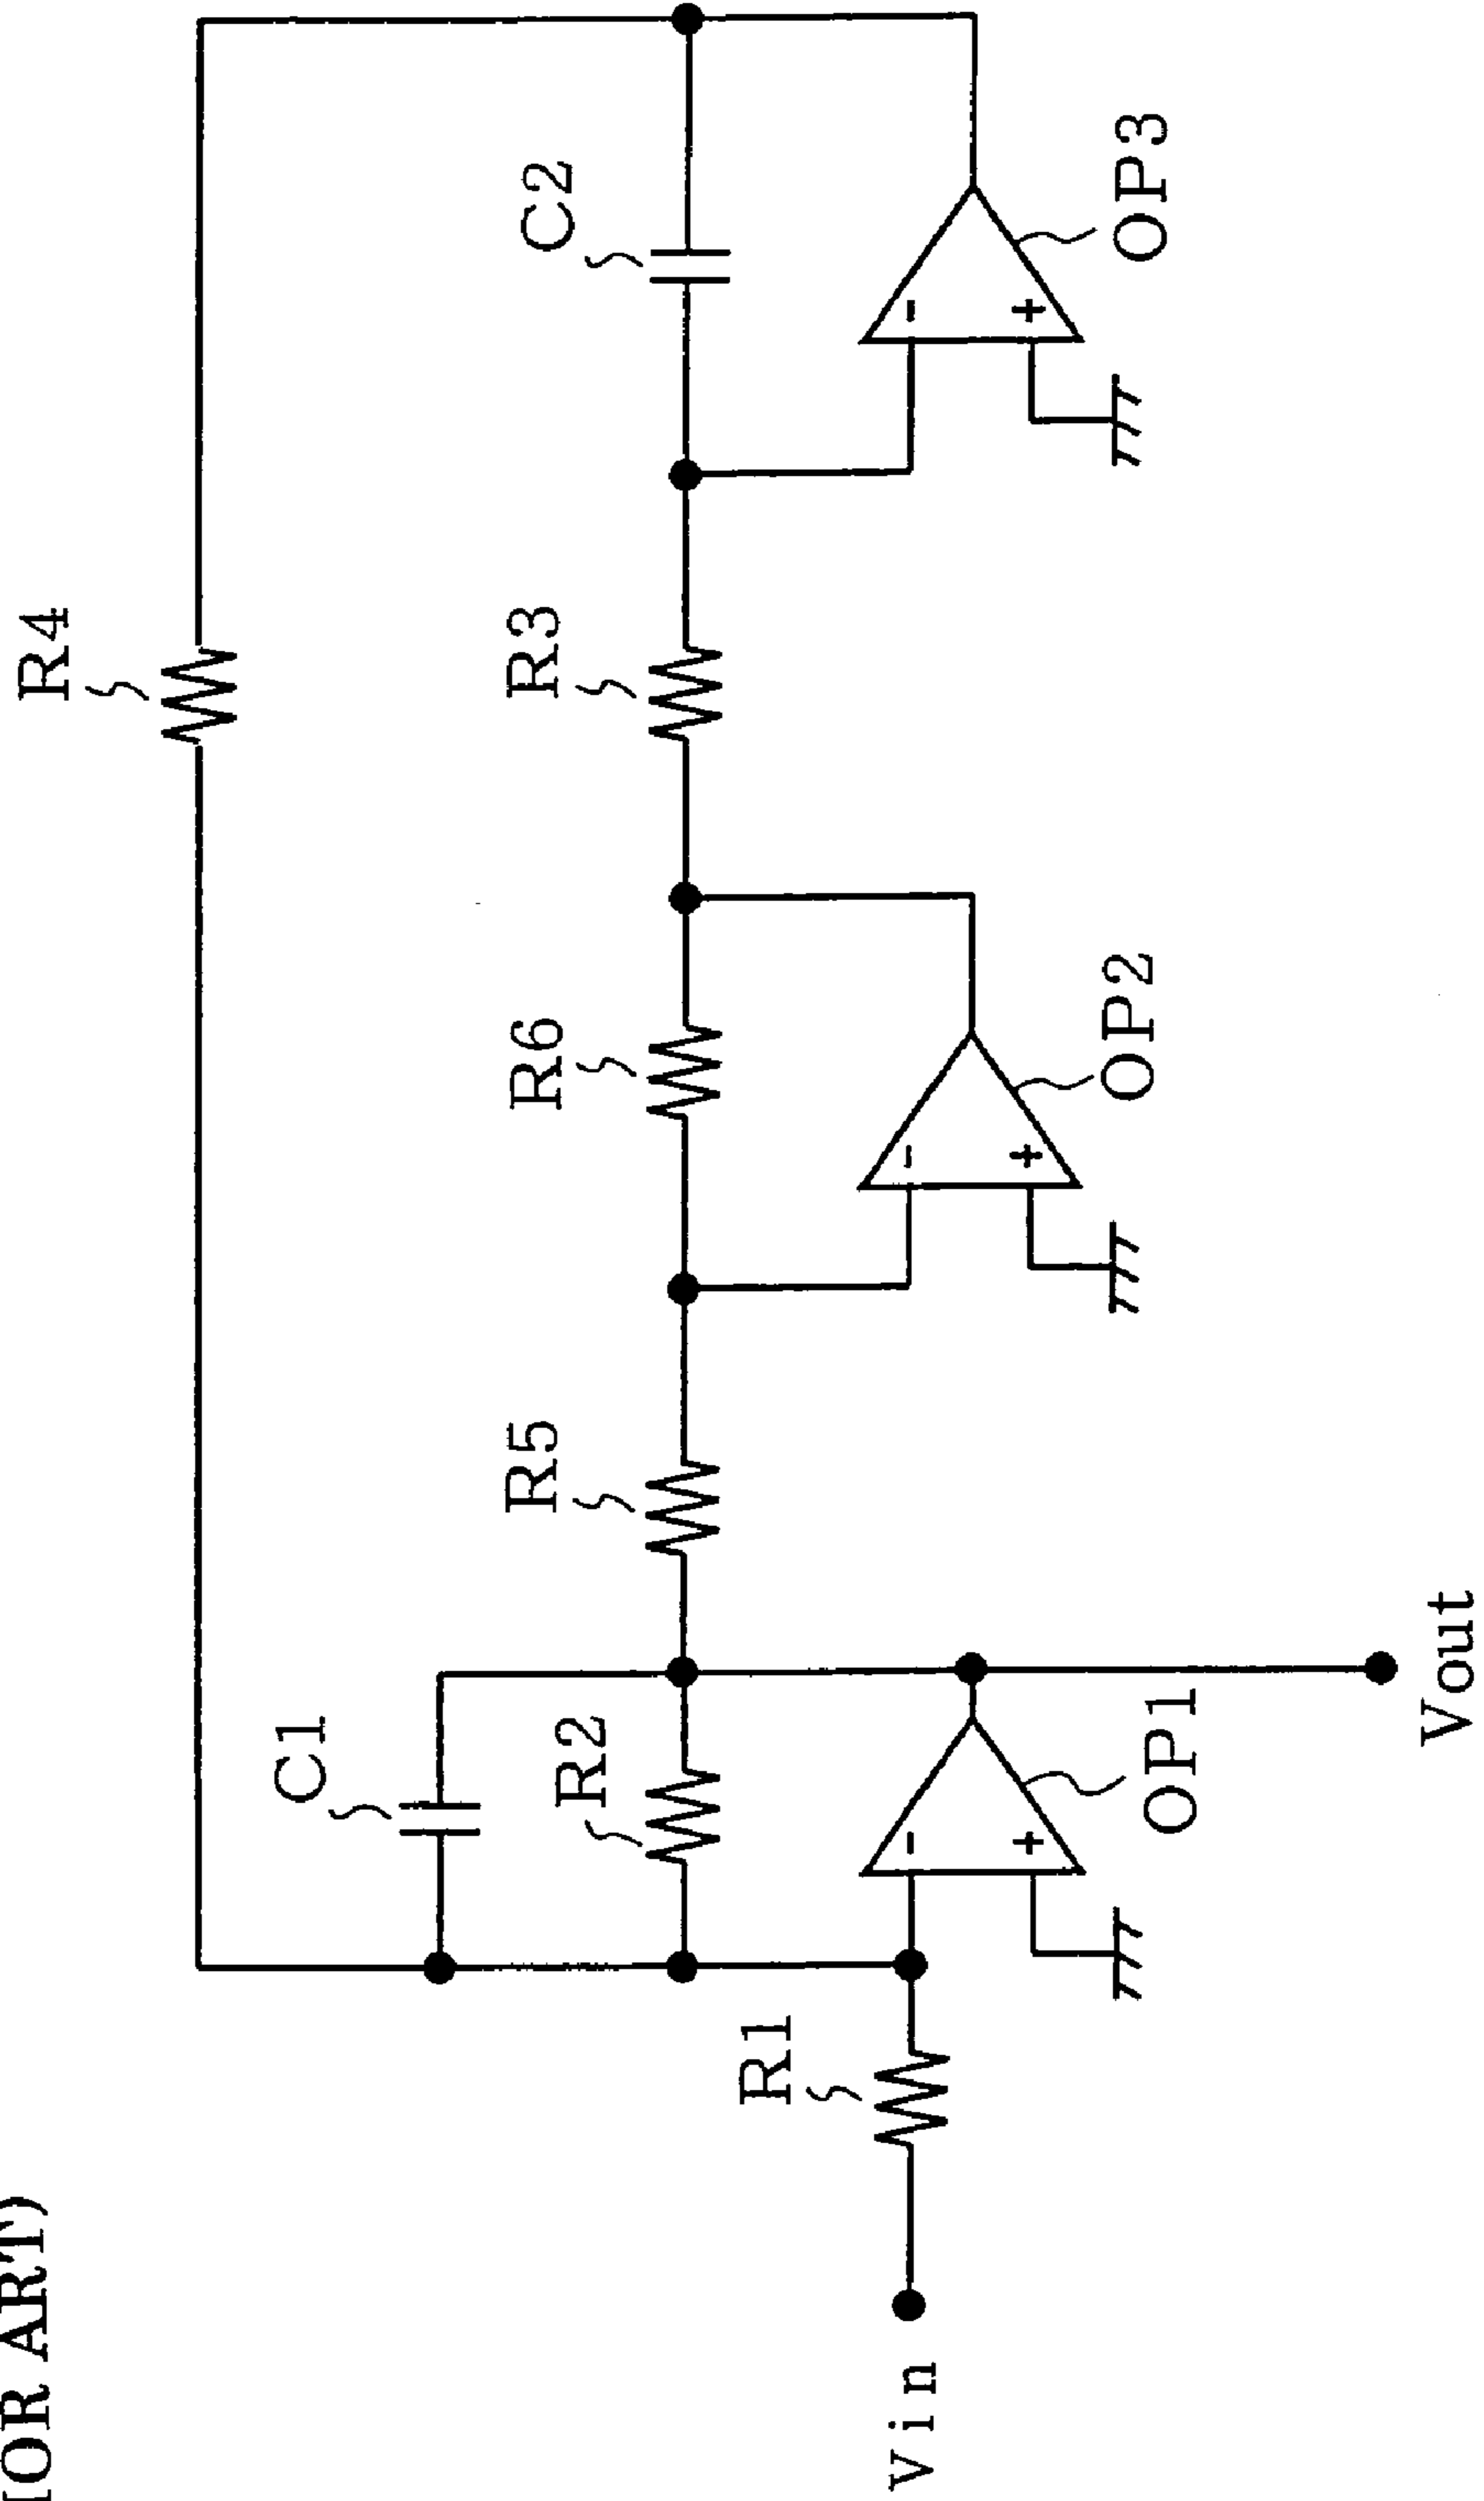 (PRIOR ART)
R4
C1
R2
R5
R6
R3
C2
R1
Vin
OP1
OP2
OP3
Vout